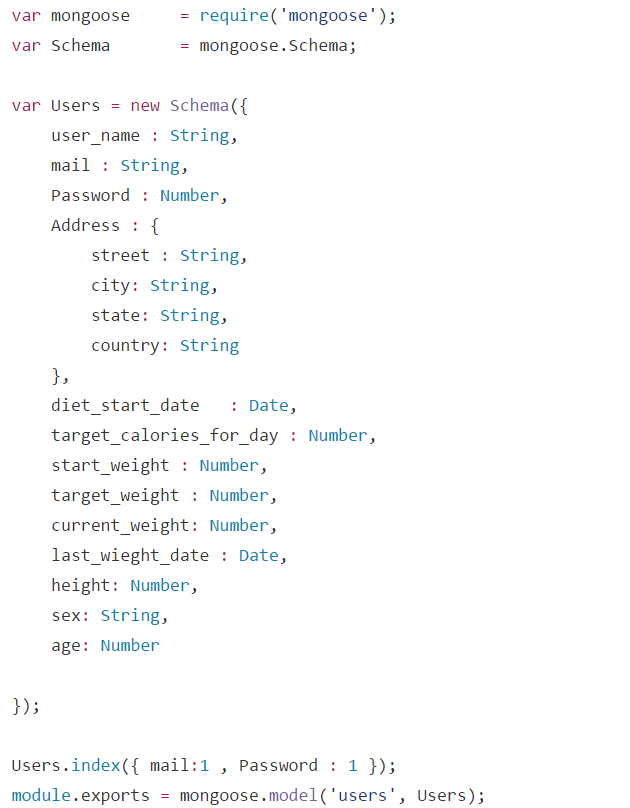 var mongoose     = require('mongoose');
var Schema       = mongoose.Schema;

var Users = new Schema({
    user_name : String,
    mail : String,
    Password : Number,
    Address : {
        street : String,
        city: String,
        state: String,
        country: String
    },
    diet_start_date   : Date,
    target_calories_for_day : Number,
    start_weight : Number,
    target_weight : Number,
    current_weight: Number,
    last_wieght_date : Date,
    height: Number,
    sex: String,
    age: Number

});

Users.index({ mail:1 , Password : 1 });
module.exports = mongoose.model('users', Users);